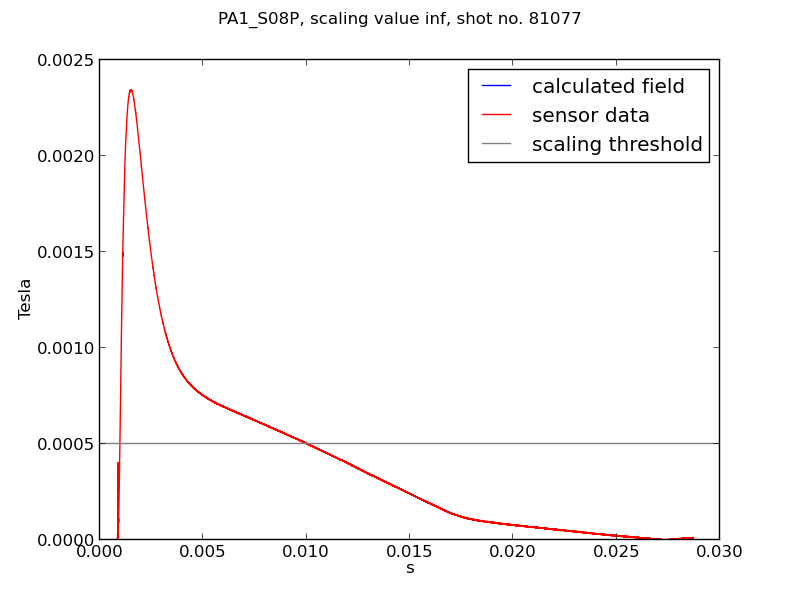 PA1_S08P, scaling value inf, shot no. 81077
0.0025
0.0020
0.0015
0.0010
0.0005
0.0000
Tesla
calculated field
sensor data
scaling threshold
0.000
0.005
0.010
0.015
0.020
0.025
0.030
s